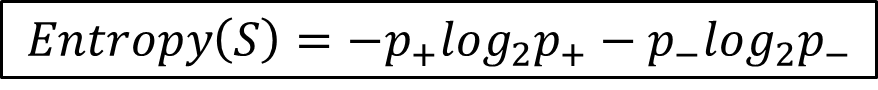 Entropy(S) = −p₊log₂p₊ − p₋log₂p₋